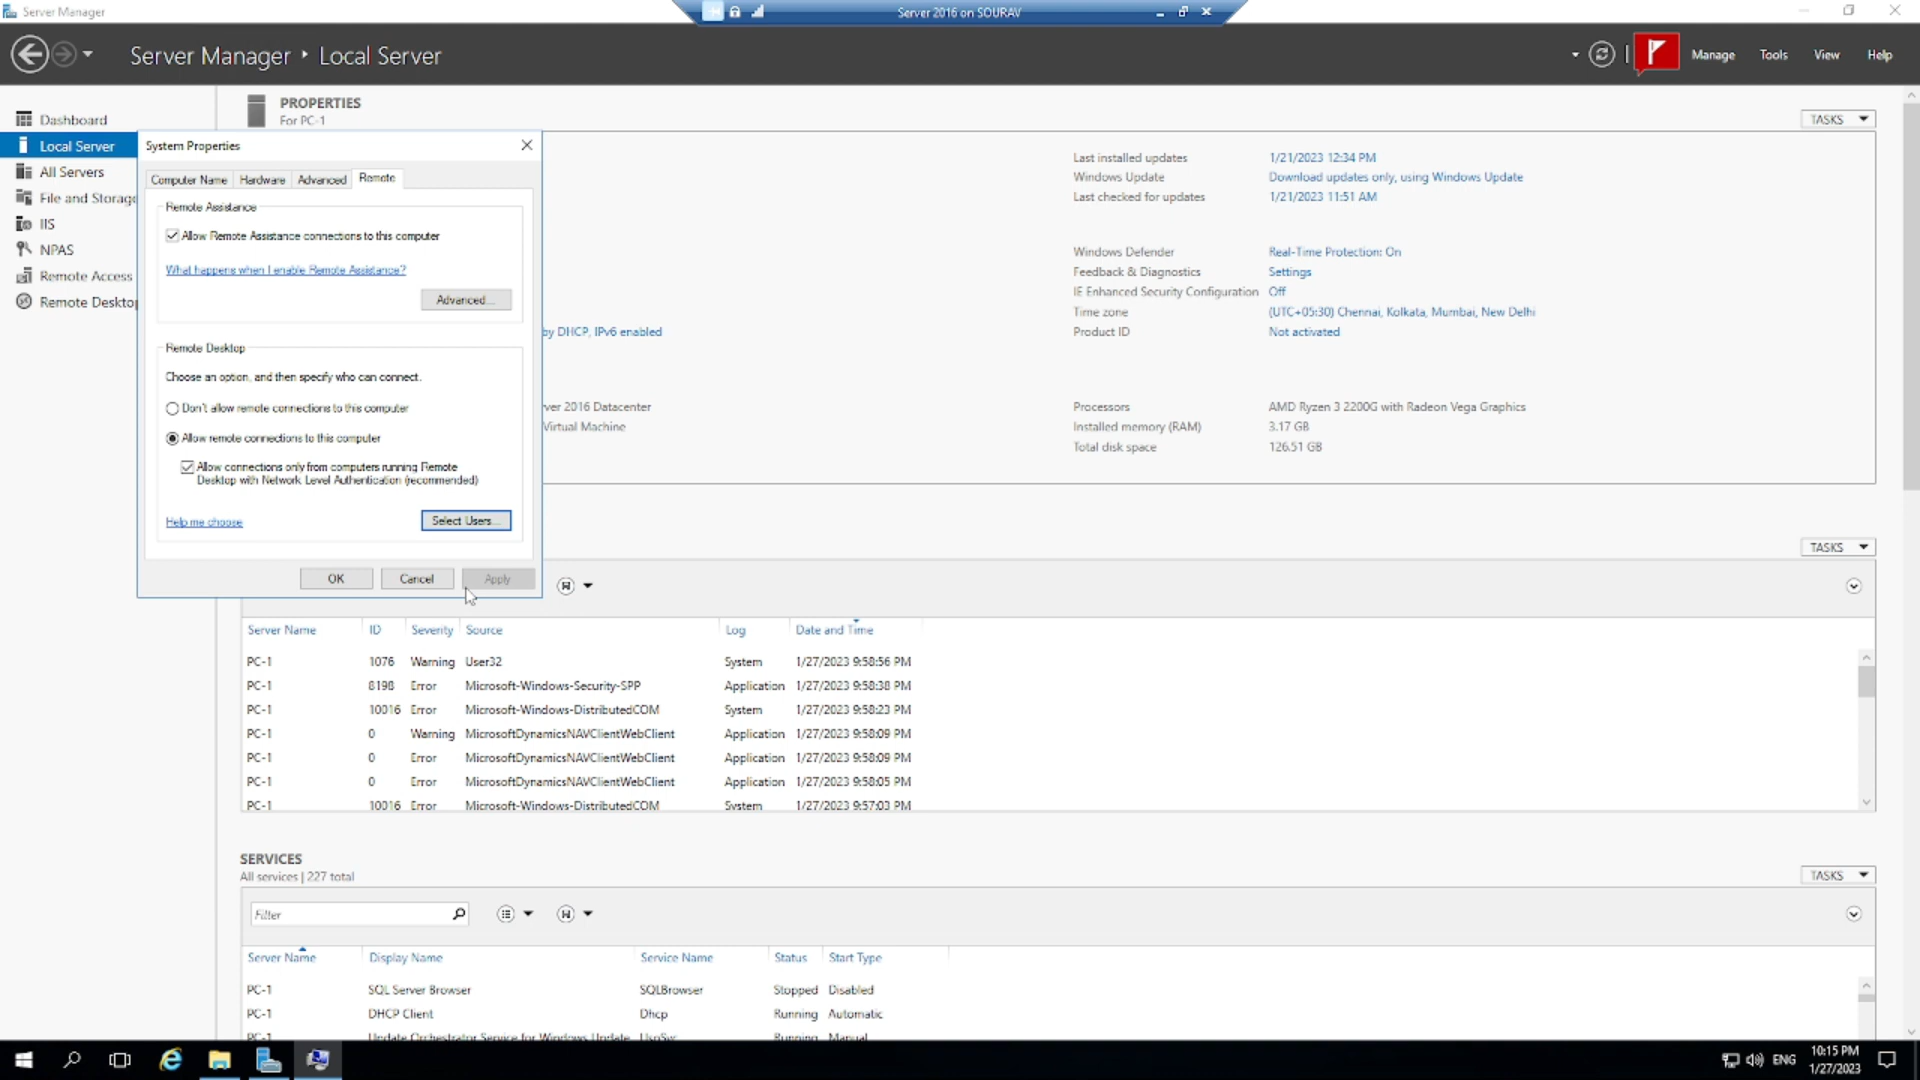 Server Manager
Server 2016 on SOURAV
Server Manager
Local Server
Manage
Tools
View
Help
Dashboard
Local Server
All Servers
File and Storage
IIS
NPAS
Remote Access
PROPERTIES
For PC-1
TASKS
System Properties
Computer Name
Hardware
Advanced
Remote
Remote Assistance
Allow Remote Assistance connections to this computer
What happens when I enable Remote Assistance?
Advanced...
Remote Desktop
Choose an option, and then specify who can connect.
Don't allow remote connections to this computer
Allow remote connections to this computer
Allow connections only from computers running Remote
Desktop with Network Level Authentication (recommended)
Help me choose
Select Users...
OK
Cancel
Apply
by DHCP, IPv6 enabled
2016 Datacenter
Virtual Machine
Last installed updates 1/21/2023 12:34 PM
Windows Update Download updates only, using Windows Update
Last checked for updates 1/21/2023 11:51 AM
Windows Defender Real-Time Protection: On
Feedback & Diagnostics Settings
IE Enhanced Security Configuration Off
Time zone (UTC+05:30) Chennai, Kolkata, Mumbai, New Delhi
Product ID Not activated
Processors AMD Ryzen 3 2200G with Radeon Vega Graphics
Installed memory (RAM) 3.17 GB
Total disk space 126.51 GB
TASKS
Server Name ID Severity Source Log Date and Time
PC-1 1076 Warning User32 System 1/27/2023 9:58:56 PM
PC-1 8198 Error Microsoft-Windows-Security-SPP Application 1/27/2023 9:58:38 PM
PC-1 10016 Error Microsoft-Windows-DistributedCOM System 1/27/2023 9:58:23 PM
PC-1 0 Warning MicrosoftDynamicsNAVClientWebClient Application 1/27/2023 9:58:09 PM
PC-1 0 Error MicrosoftDynamicsNAVClientWebClient Application 1/27/2023 9:58:09 PM
PC-1 0 Error MicrosoftDynamicsNAVClientWebClient Application 1/27/2023 9:58:05 PM
PC-1 10016 Error Microsoft-Windows-DistributedCOM System 1/27/2023 9:57:03 PM
SERVICES
All services | 227 total
TASKS
Filter
Server Name Display Name Service Name Status Start Type
PC-1 SQL Server Browser SQLBrowser Stopped Disabled
PC-1 DHCP Client Dhcp Running Automatic
PC-1 Update Orchestrator Service for Windows Update UsoSvc Running Manual
ENG
10:15 PM
1/27/2023